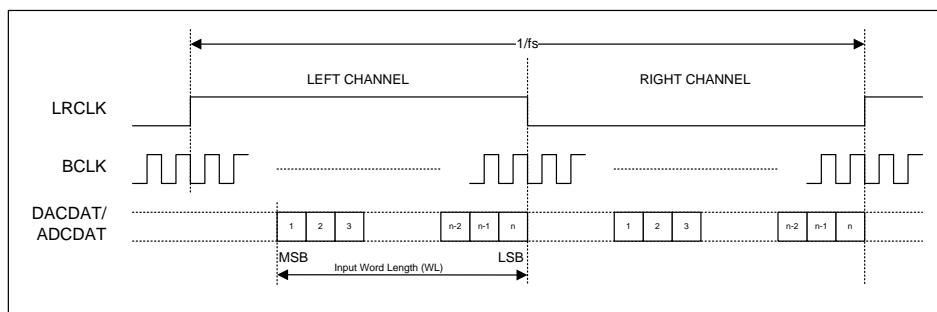 1/fs
LEFT CHANNEL RIGHT CHANNEL
LRCLK
BCLK
DACDAT/
ADCDAT
1 2 3 n-2 n-1 n 1 2 3 n-2 n-1 n
MSB LSB
Input Word Length (WL)